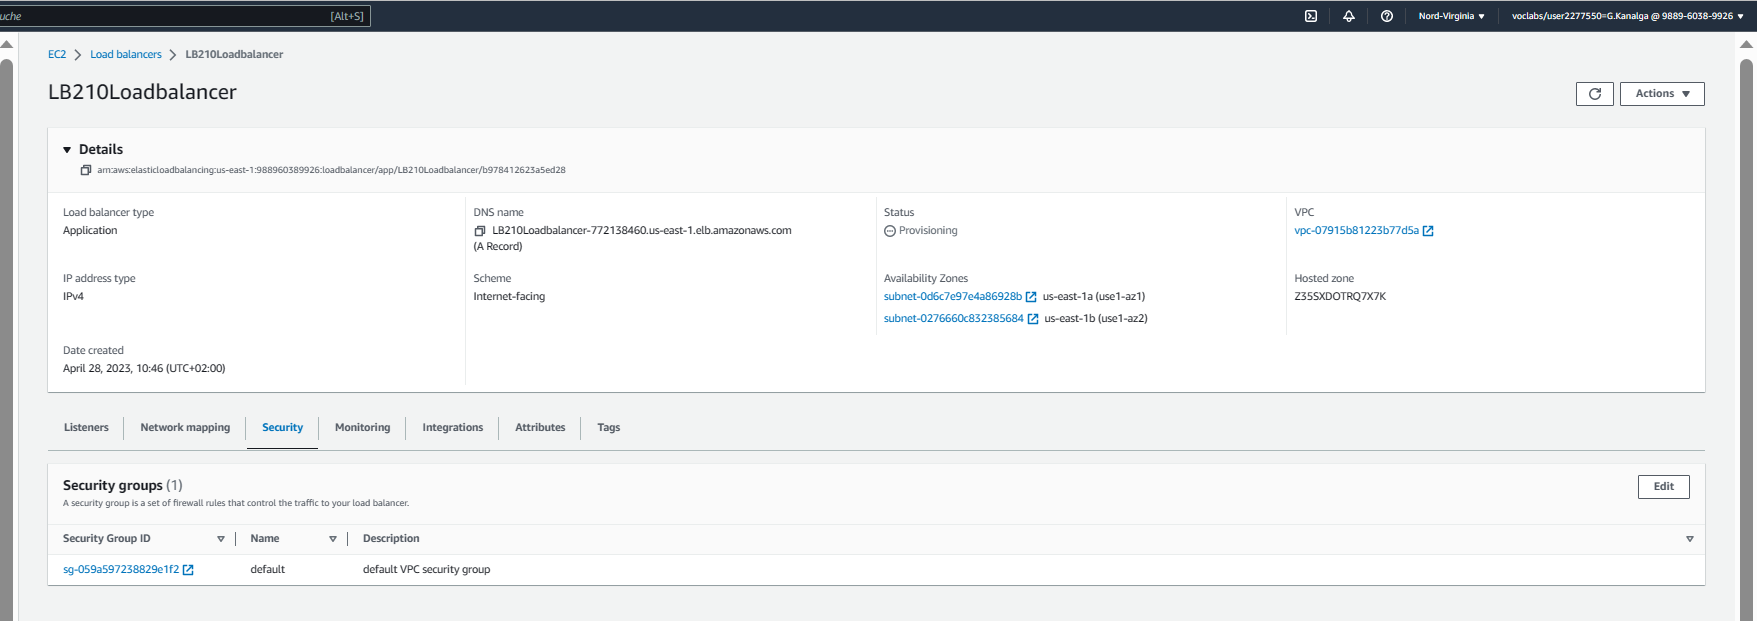 uche [Alt+S] Nord-Virginia voclabs/user2277550=G.Kanalga @ 9889-6038-9926
EC2 Load balancers LB210Loadbalancer
LB210Loadbalancer
Actions
Details
arn:aws:elasticloadbalancing:us-east-1:988960389926:loadbalancer/app/LB210Loadbalancer/b978412623a5ed28
Load balancer type
Application
DNS name
LB210Loadbalancer-772138460.us-east-1.elb.amazonaws.com
(A Record)
Status
Provisioning
VPC
vpc-07915b81223b77d5a
IP address type
IPv4
Scheme
Internet-facing
Availability Zones
subnet-0d6c7e97e4a86928b us-east-1a (use1-az1)
subnet-0276660c832385684 us-east-1b (use1-az2)
Hosted zone
Z35SXDOTRQ7X7K
Date created
April 28, 2023, 10:46 (UTC+02:00)
Listeners Network mapping Security Monitoring Integrations Attributes Tags
Security groups (1)
A security group is a set of firewall rules that control the traffic to your load balancer.
Edit
Security Group ID Name Description
sg-059a597238829e1f2 default default VPC security group